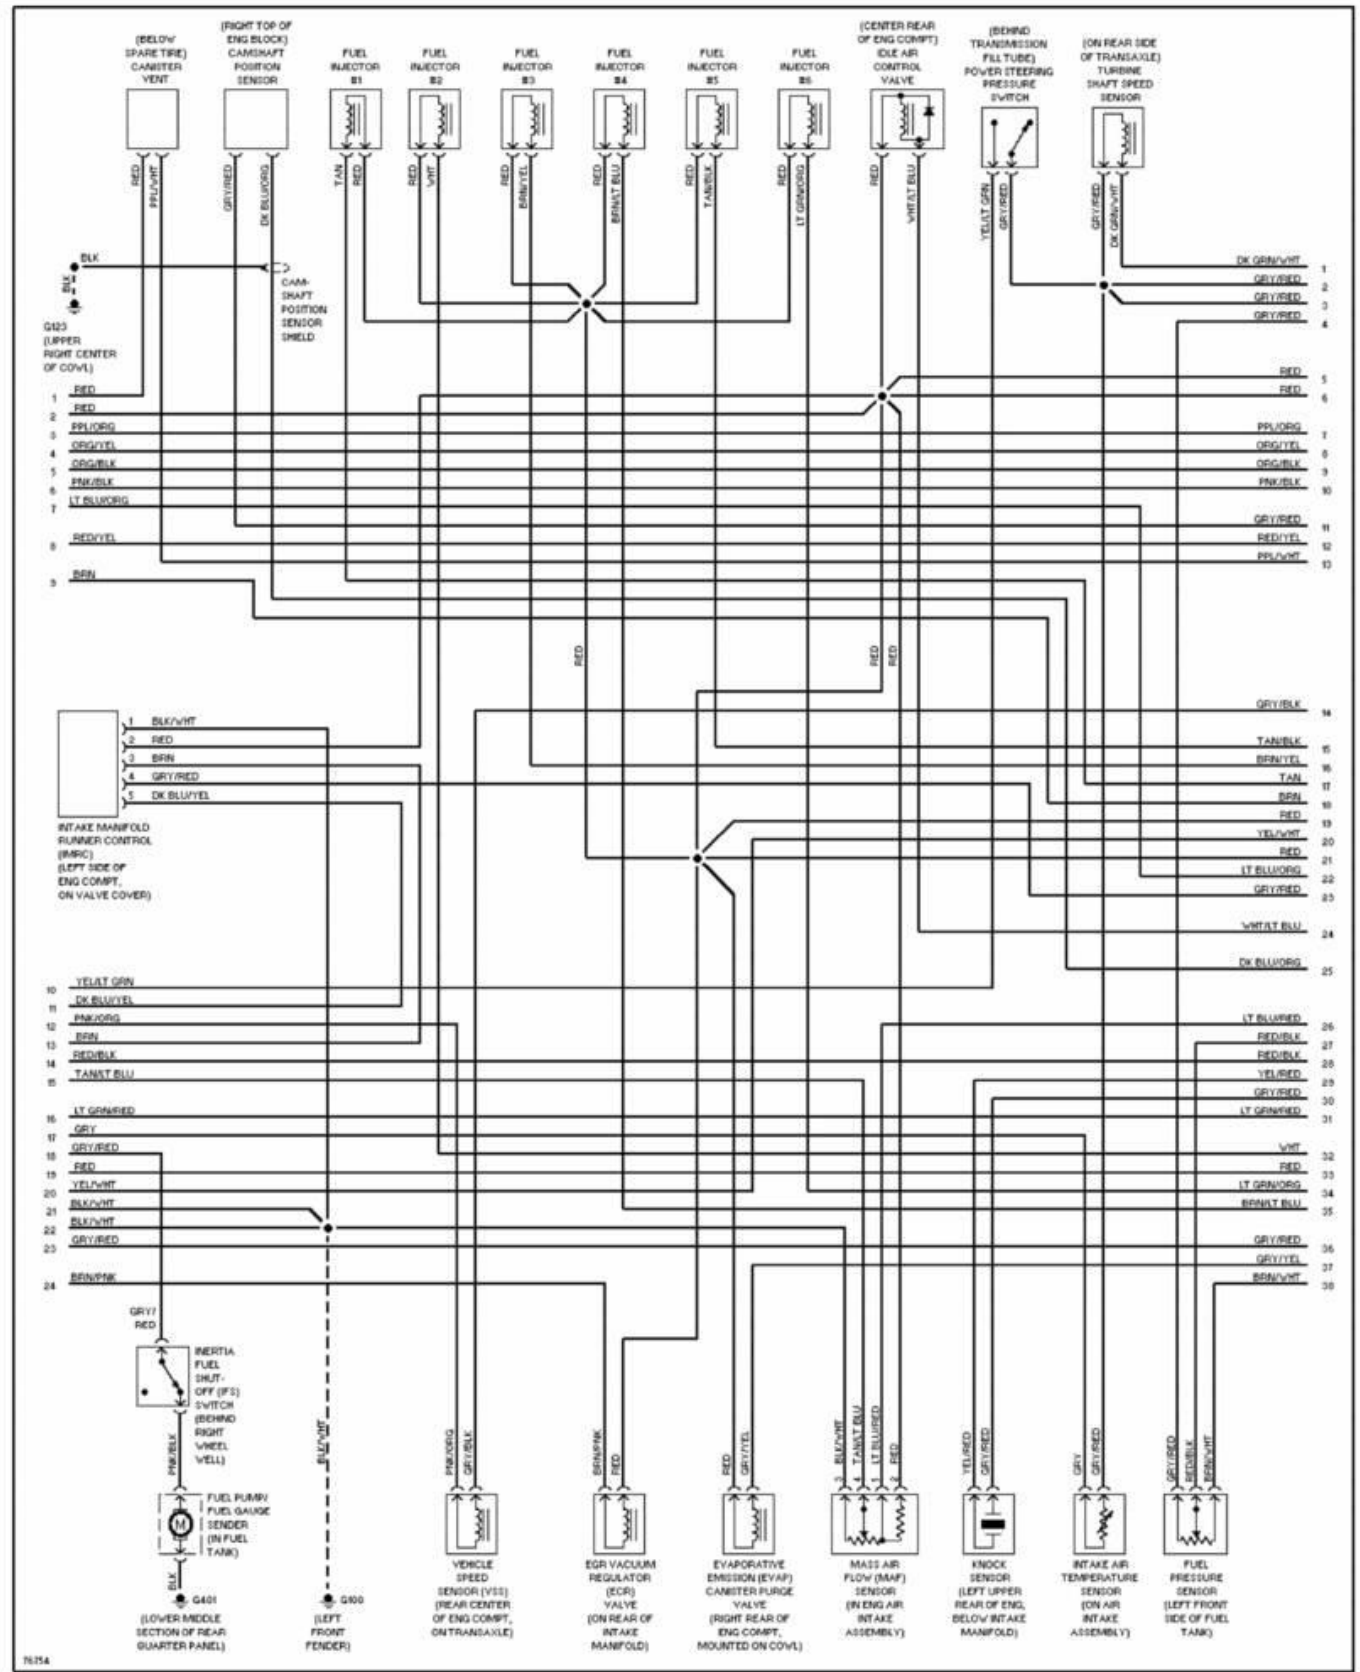 (BELOW
SPARE TIRE)
CANISTER
VENT
(RIGHT TOP OF
ENG BLOCK)
CAMSHAFT
POSITION
SENSOR
FUEL
INJECTOR
#1
FUEL
INJECTOR
#2
FUEL
INJECTOR
#3
FUEL
INJECTOR
#4
FUEL
INJECTOR
#5
FUEL
INJECTOR
#6
(CENTER REAR
OF ENG COMPT)
IDLE AIR
CONTROL
VALVE
(BEHIND
TRANSMISSION
FILL TUBE)
POWER STEERING
PRESSURE
SWITCH
(ON REAR SIDE
OF TRANSAXLE)
TURBINE
SHAFT SPEED
SENSOR
RED
PPL/WHT
GRY/RED
DK BLU/ORG
TAN
RED
RED
WHT
RED
BRN/YEL
RED
BRN/LT BLU
RED
TAN/BLK
RED
LT GRN/ORG
RED
WHT/LT BLU
YEL/LT GRN
GRY/RED
GRY/RED
DK GRN/WHT
BLK
BLK
CAM-
SHAFT
POSITION
SENSOR
SHIELD
G123
(UPPER
RIGHT CENTER
OF COWL)
DK GRN/WHT 1
GRY/RED 2
GRY/RED 3
GRY/RED 4
RED 5
RED 6
1 RED
2 RED
3 PPL/ORG
4 ORG/YEL
5 ORG/BLK
6 PNK/BLK
7 LT BLU/ORG
8 RED/YEL
9 BRN
PPL/ORG 7
ORG/YEL 8
ORG/BLK 9
PNK/BLK 10
GRY/RED 11
RED/YEL 12
PPL/WHT 13
RED
RED
RED
1 BLK/WHT
2 RED
3 BRN
4 GRY/RED
5 DK BLU/YEL
INTAKE MANIFOLD
RUNNER CONTROL
(IMRC)
(LEFT SIDE OF
ENG COMPT,
ON VALVE COVER)
GRY/BLK 14
TAN/BLK 15
BRN/YEL 16
TAN 17
BRN 18
RED 19
YEL/WHT 20
RED 21
LT BLU/ORG 22
GRY/RED 23
WHT/LT BLU 24
DK BLU/ORG 25
10 YEL/LT GRN
11 DK BLU/YEL
12 PNK/ORG
13 BRN
14 RED/BLK
15 TAN/LT BLU
16 LT GRN/RED
17 GRY
18 GRY/RED
19 RED
20 YEL/WHT
21 BLK/WHT
22 BLK/WHT
23 GRY/RED
24 BRN/PNK
LT BLU/RED 26
RED/BLK 27
RED/BLK 28
YEL/RED 29
GRY/RED 30
LT GRN/RED 31
WHT 32
RED 33
LT GRN/ORG 34
BRN/LT BLU 35
GRY/RED 36
GRY/YEL 37
BRN/WHT 38
GRY/
RED
INERTIA
FUEL
SHUT-
OFF (IFS)
SWITCH
(BEHIND
RIGHT
WHEEL
WELL)
PNK/BLK
BLK/WHT
PNK/ORG
GRY/BLK
BRN/PNK
RED
RED
GRY/YEL
3 BLK/WHT
4 TAN/LT BLU
1 LT BLU/RED
2 RED
YEL/RED
GRY/RED
GRY
GRY/RED
GRY/RED
RED/BLK
BRN/WHT
M
FUEL PUMP/
FUEL GAUGE
SENDER
(IN FUEL
TANK)
BLK
G401
(LOWER MIDDLE
SECTION OF REAR
QUARTER PANEL)
G100
(LEFT
FRONT
FENDER)
VEHICLE
SPEED
SENSOR (VSS)
(REAR CENTER
OF ENG COMPT,
ON TRANSAXLE)
EGR VACUUM
REGULATOR
(ECR)
VALVE
(ON REAR OF
INTAKE
MANIFOLD)
EVAPORATIVE
EMISSION (EVAP)
CANISTER PURGE
VALVE
(RIGHT REAR OF
ENG COMPT,
MOUNTED ON COWL)
MASS AIR
FLOW (MAF)
SENSOR
(IN ENG AIR
INTAKE
ASSEMBLY)
KNOCK
SENSOR
(LEFT UPPER
REAR OF ENG,
BELOW INTAKE
MANIFOLD)
INTAKE AIR
TEMPERATURE
SENSOR
(ON AIR
INTAKE
ASSEMBLY)
FUEL
PRESSURE
SENSOR
(LEFT FRONT
SIDE OF FUEL
TANK)
76754